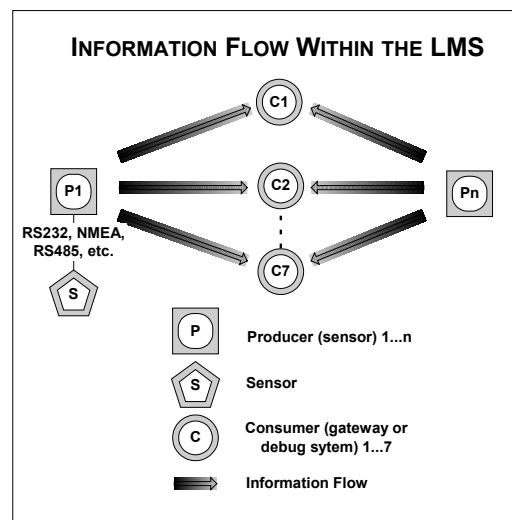 INFORMATION FLOW WITHIN THE LMS
C1
P1
C2
Pn
RS232, NMEA,
RS485, etc.
C7
S
P
Producer (sensor) 1...n
S
Sensor
C
Consumer (gateway or
debug sytem) 1...7
Information Flow